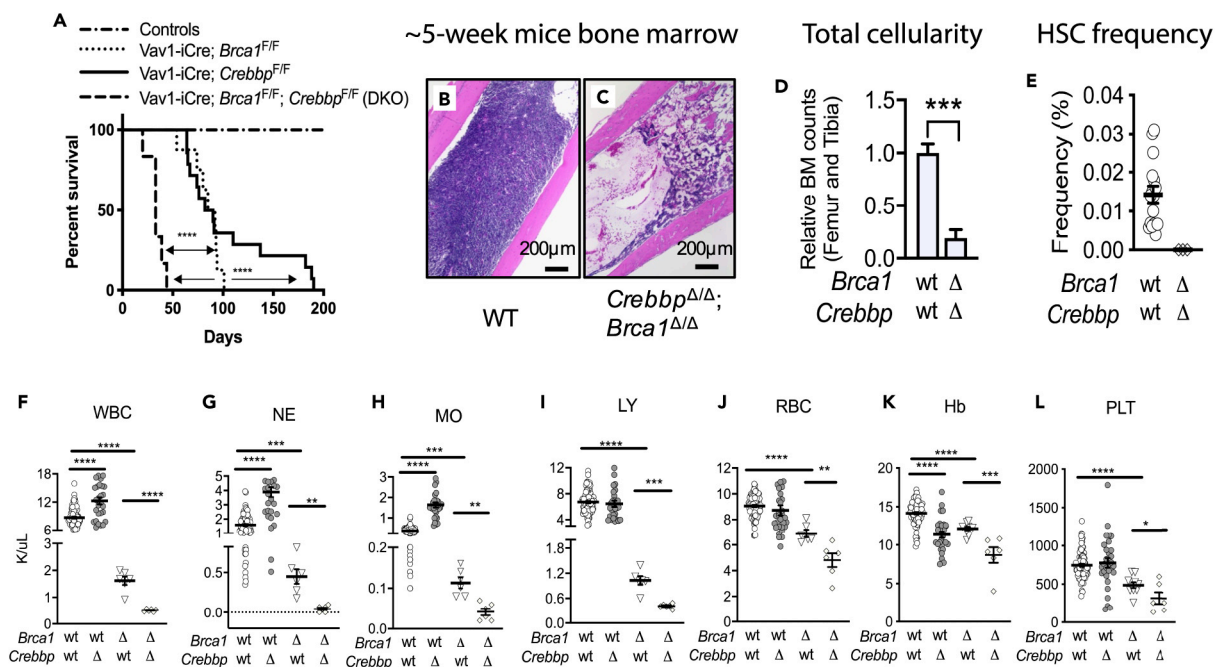 A
Controls
Vav1-iCre; Brca1F/F
Vav1-iCre; CrebbpF/F
Vav1-iCre; Brca1F/F; CrebbpF/F (DKO)
Percent survival
100
50
0
****
****
0 50 100 150 200
Days
~5-week mice bone marrow
B
200µm
WT
C
200µm
CrebbpΔ/Δ;
Brca1Δ/Δ
Total cellularity
D
Relative BM counts
(Femur and Tibia)
1.5
1.0
0.5
0.0
***
Brca1 wt Δ
Crebbp wt Δ
HSC frequency
E
Frequency (%)
0.04
0.03
0.02
0.01
0.00
Brca1 wt Δ
Crebbp wt Δ
F
WBC
K/uL
****
****
****
18
12
6
3
2
1
0
Brca1 wt wt Δ Δ
Crebbp wt Δ wt Δ
G
NE
***
****
**
5
4
3
2
1
0.5
0.0
wt wt Δ Δ
wt Δ wt Δ
H
MO
***
****
**
3
2
1
0.2
0.1
0.0
Brca1 wt wt Δ Δ
Crebbp wt Δ wt Δ
I
LY
****
***
12
8
4
1.8
1.2
0.6
0.0
wt wt Δ Δ
wt Δ wt Δ
J
RBC
****
**
12
10
8
6
4
2
0
Brca1 wt wt Δ Δ
Crebbp wt Δ wt Δ
K
Hb
****
****
***
20
15
10
5
0
wt wt Δ Δ
wt Δ wt Δ
L
PLT
****
*
2000
1500
1000
500
0
Brca1 wt wt Δ Δ
Crebbp wt Δ wt Δ